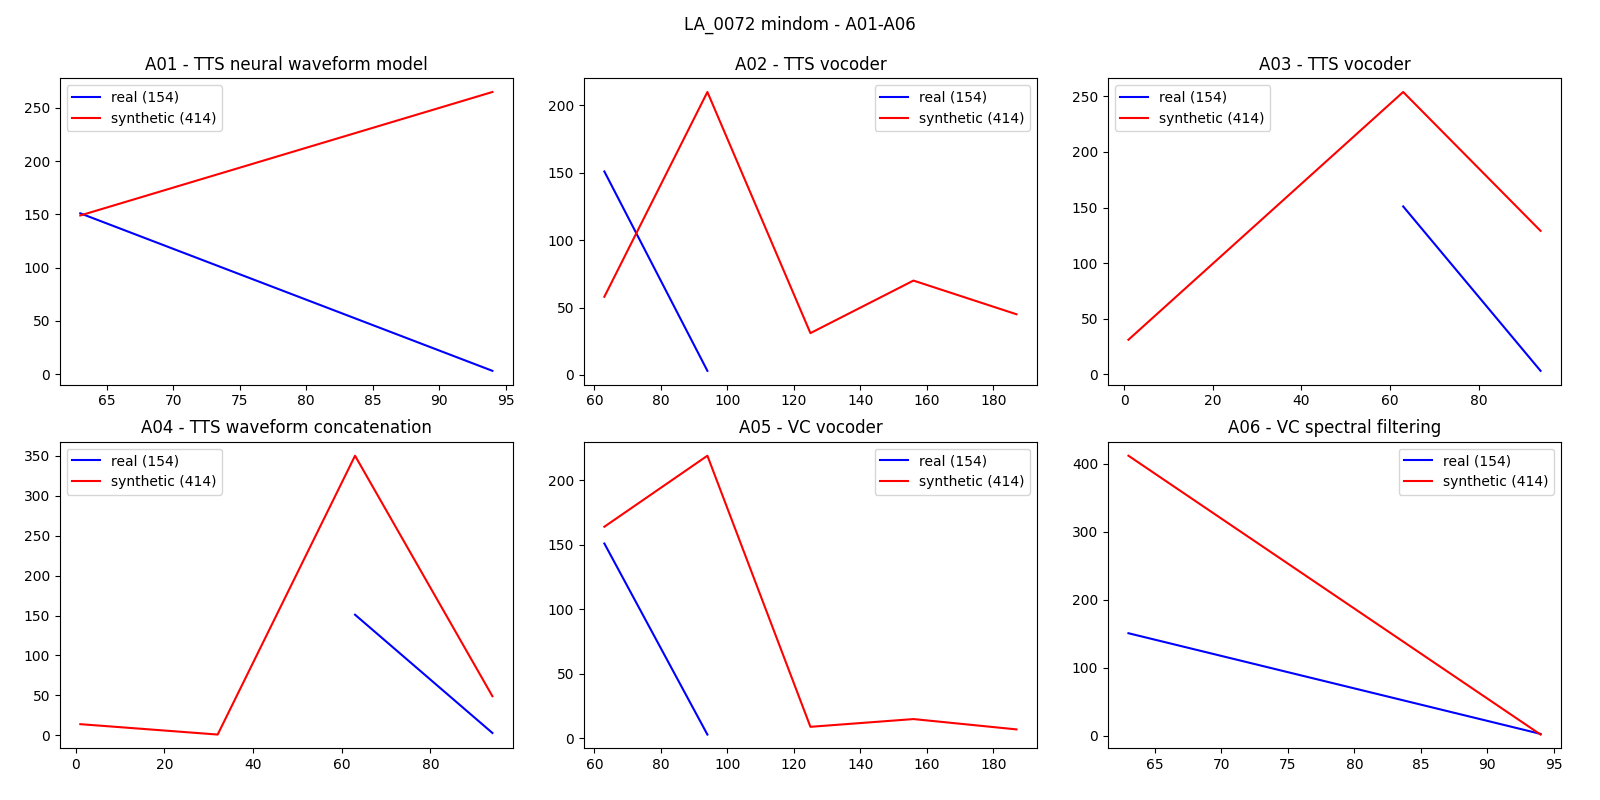 LA_0072 mindom - A01-A06
A01 - TTS neural waveform model
real (154)
synthetic (414)
250
200
150
100
50
0
65 70 75 80 85 90 95
A02 - TTS vocoder
real (154)
synthetic (414)
200
150
100
50
0
60 80 100 120 140 160 180
A03 - TTS vocoder
real (154)
synthetic (414)
250
200
150
100
50
0
0 20 40 60 80
A04 - TTS waveform concatenation
real (154)
synthetic (414)
350
300
250
200
150
100
50
0
0 20 40 60 80
A05 - VC vocoder
real (154)
synthetic (414)
200
150
100
50
0
60 80 100 120 140 160 180
A06 - VC spectral filtering
real (154)
synthetic (414)
400
300
200
100
0
65 70 75 80 85 90 95